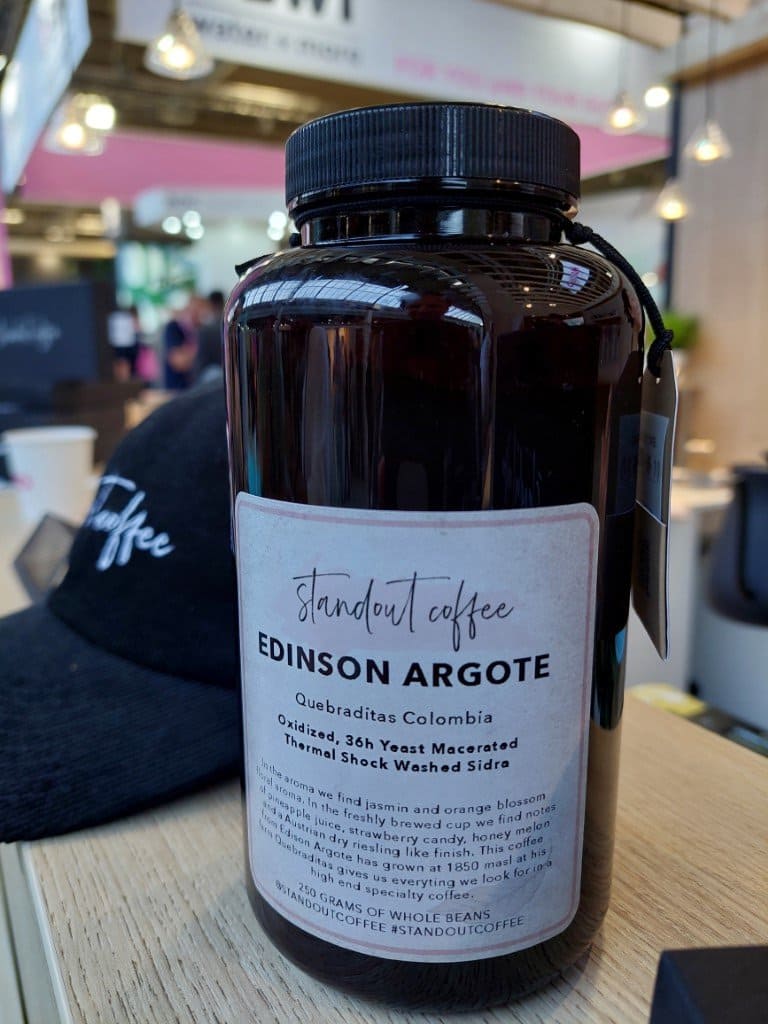 water + more
standout coffee
EDINSON ARGOTE
Quebraditas Colombia
Oxidized, 36h Yeast Macerated
Thermal Shock Washed Sidra
In the aroma we find jasmin and orange blossom
floral aroma. In the freshly brewed cup we find notes
of pineapple juice, strawberry candy, honey melon
and a Austrian dry riesling like finish. This coffee
from Edison Argote has grown at 1850 masl at his
farm Quebraditas gives us everyting we look for in a
high end specialty coffee.
250 GRAMS OF WHOLE BEANS
@STANDOUTCOFFEE #STANDOUTCOFFEE